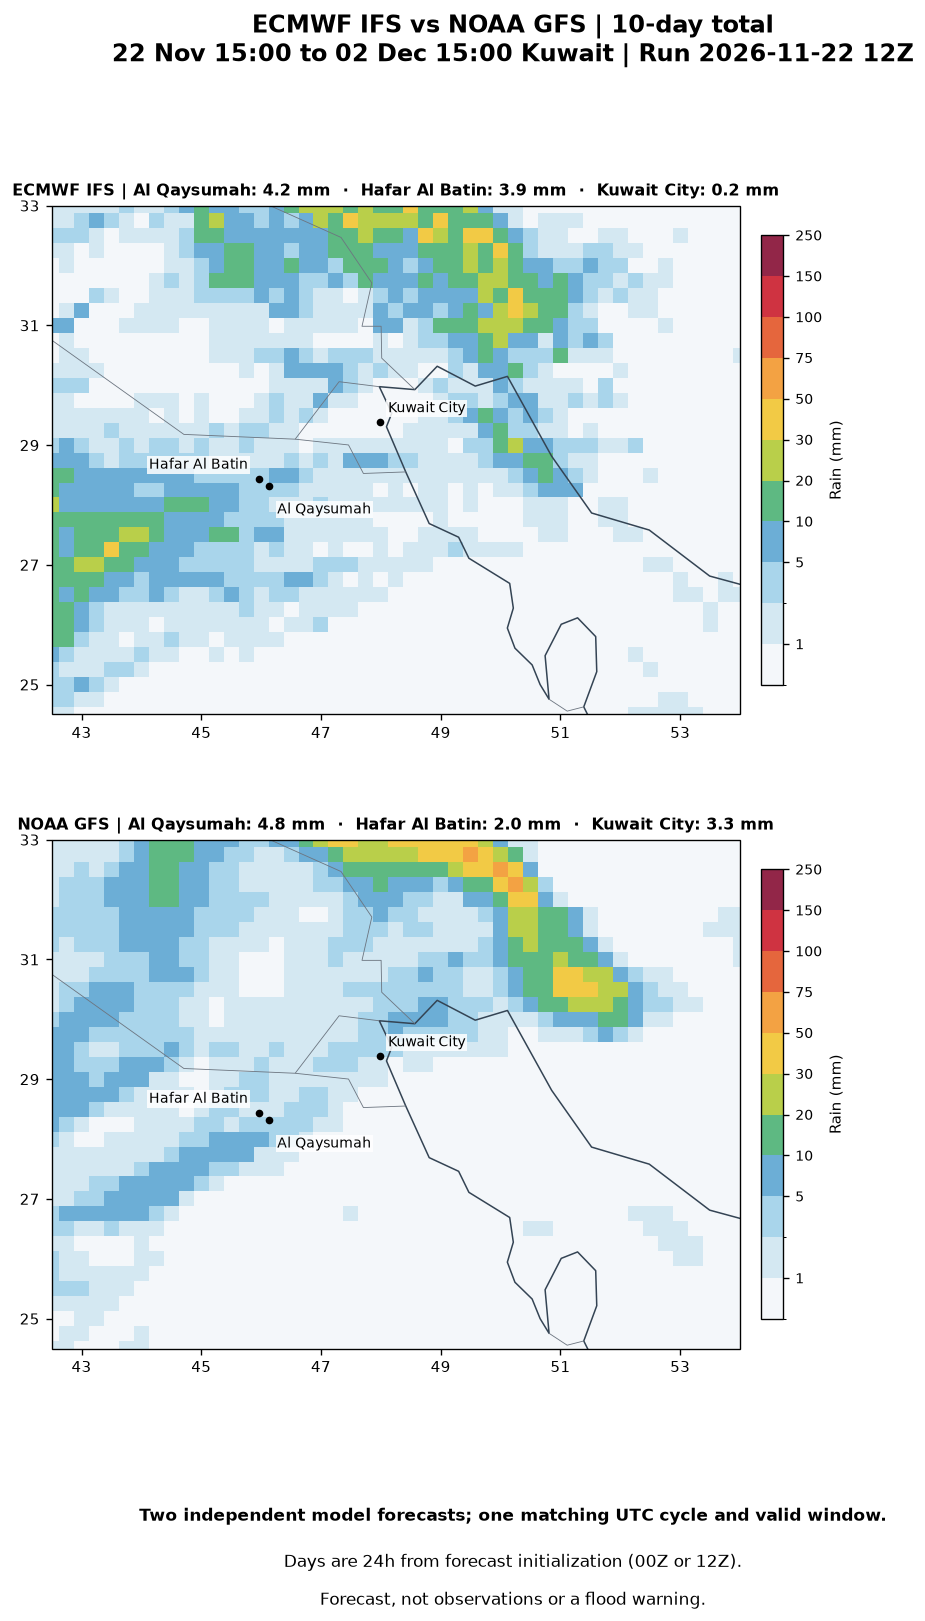 ECMWF IFS vs NOAA GFS | 10-day total
22 Nov 15:00 to 02 Dec 15:00 Kuwait | Run 2026-11-22 12Z
ECMWF IFS | Al Qaysumah: 4.2 mm · Hafar Al Batin: 3.9 mm · Kuwait City: 0.2 mm
33
31
29
27
25
43
45
47
49
51
53
Kuwait City
Hafar Al Batin
Al Qaysumah
250
150
100
75
50
30
20
10
5
1
Rain (mm)
NOAA GFS | Al Qaysumah: 4.8 mm · Hafar Al Batin: 2.0 mm · Kuwait City: 3.3 mm
33
31
29
27
25
43
45
47
49
51
53
Kuwait City
Hafar Al Batin
Al Qaysumah
250
150
100
75
50
30
20
10
5
1
Rain (mm)
Two independent model forecasts; one matching UTC cycle and valid window.
Days are 24h from forecast initialization (00Z or 12Z).
Forecast, not observations or a flood warning.